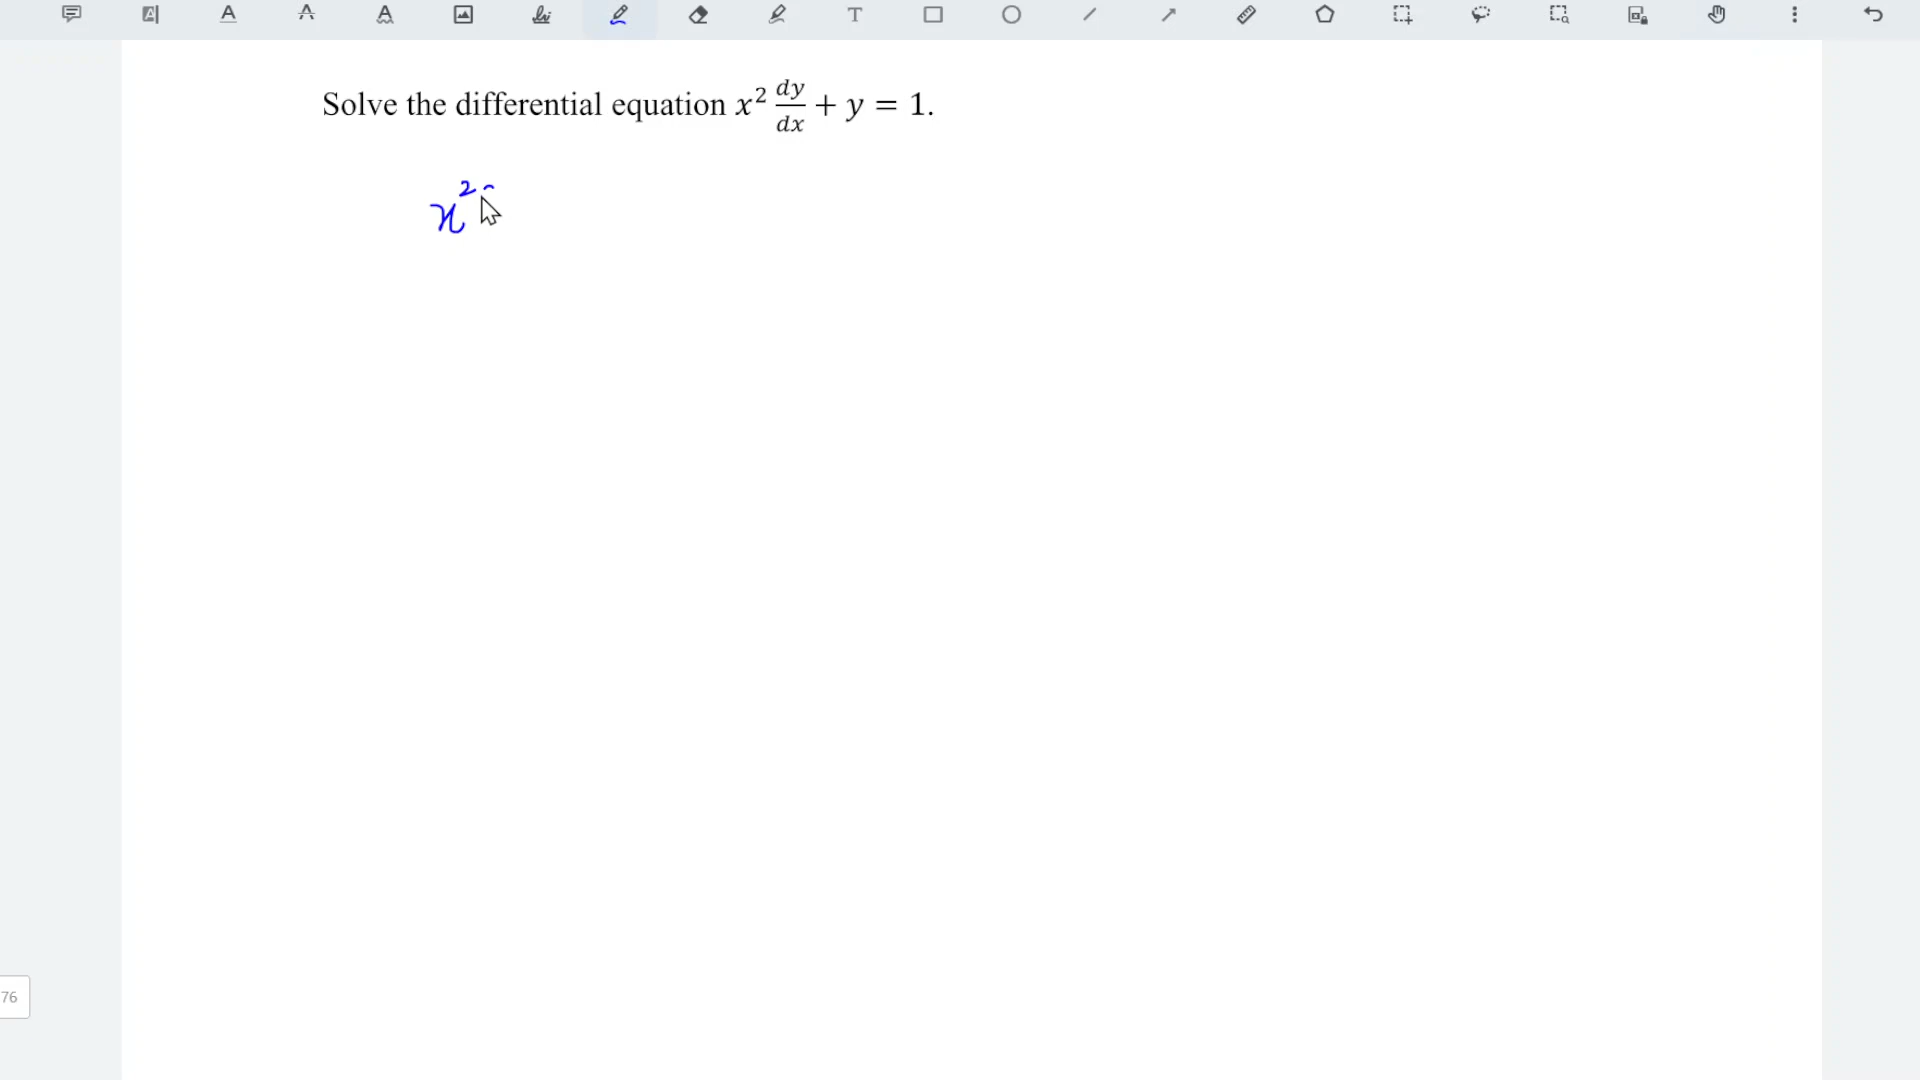 Solve the differential equation x² dy/dx + y = 1.
x²
76